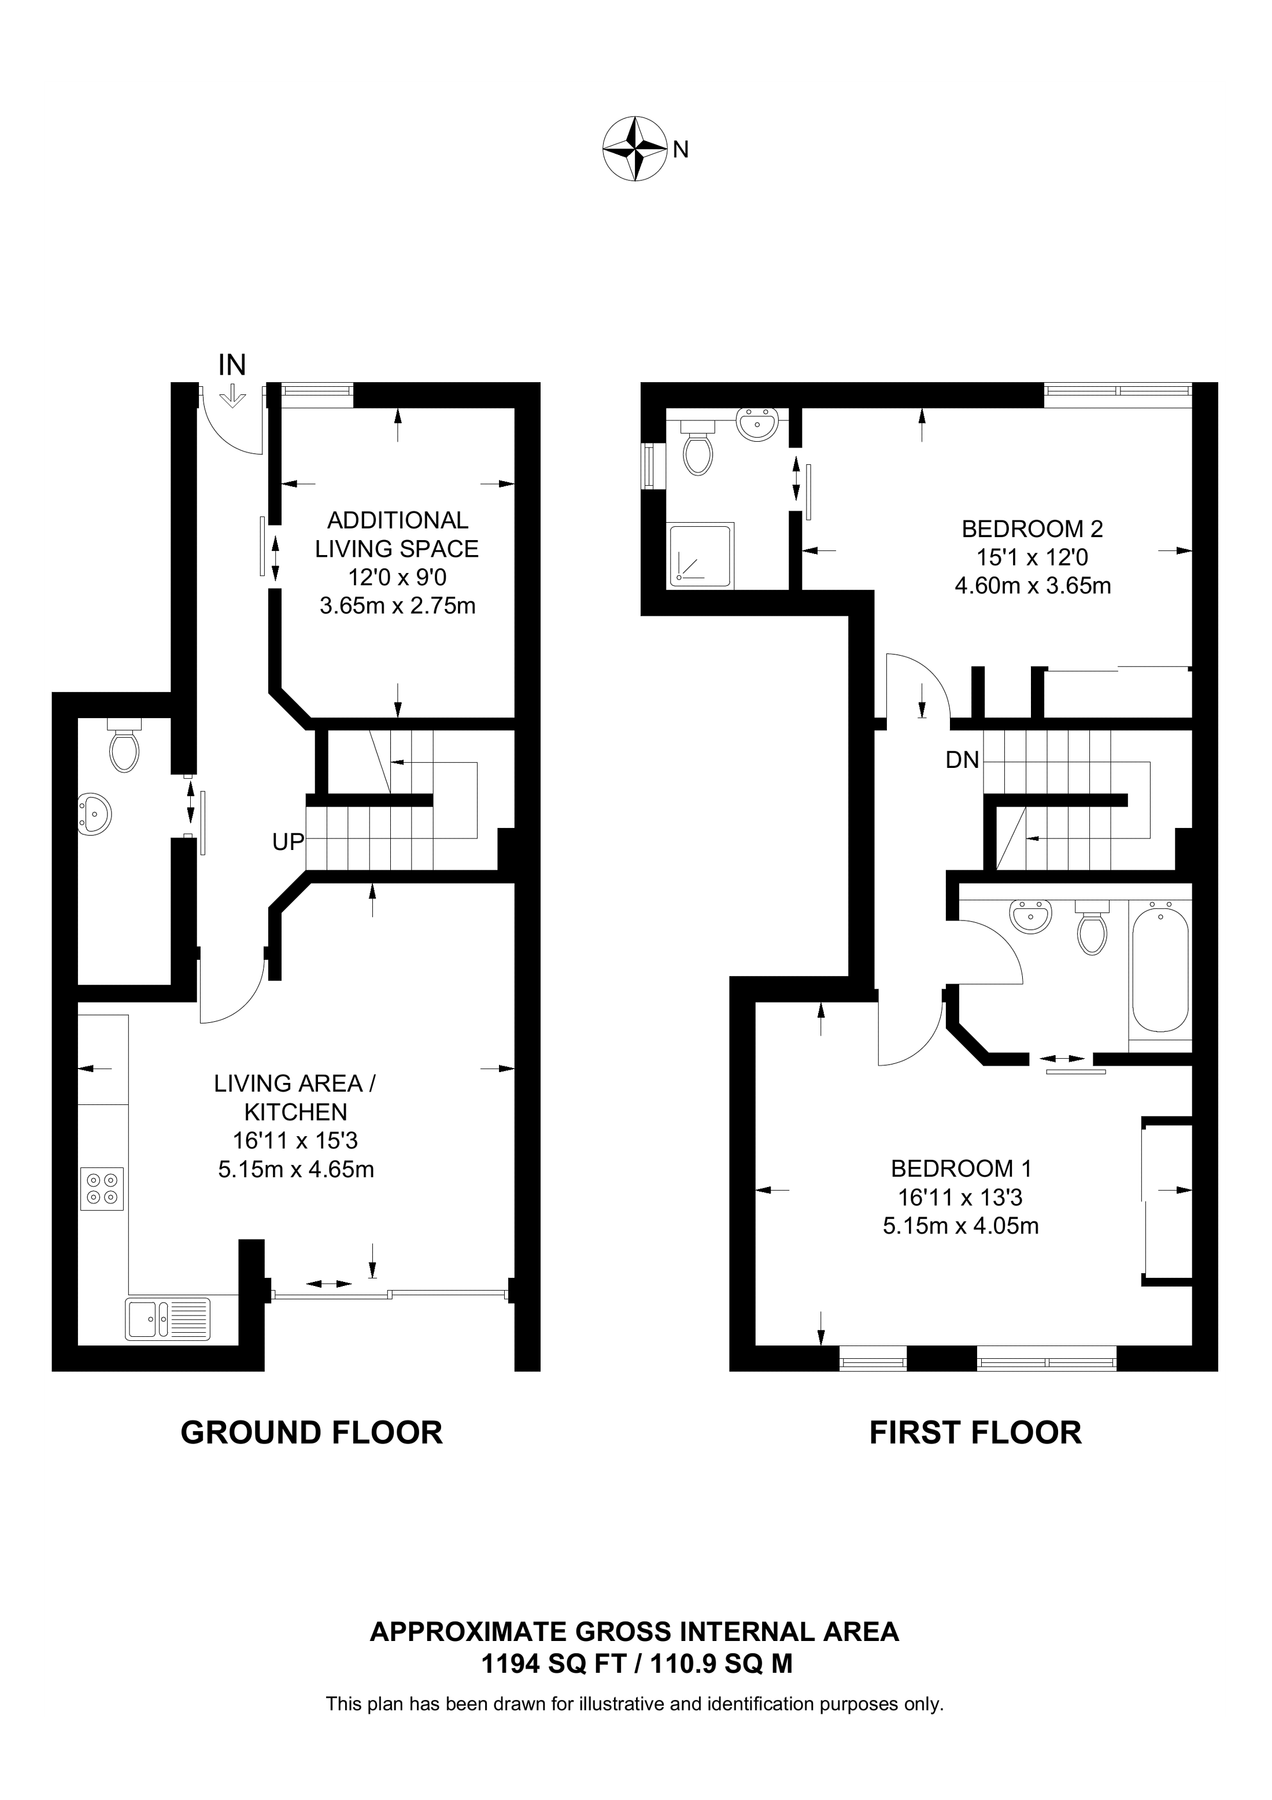 N
IN
ADDITIONAL
LIVING SPACE
12'0 x 9'0
3.65m x 2.75m
UP
LIVING AREA /
KITCHEN
16'11 x 15'3
5.15m x 4.65m
GROUND FLOOR
BEDROOM 2
15'1 x 12'0
4.60m x 3.65m
DN
BEDROOM 1
16'11 x 13'3
5.15m x 4.05m
FIRST FLOOR
APPROXIMATE GROSS INTERNAL AREA
1194 SQ FT / 110.9 SQ M
This plan has been drawn for illustrative and identification purposes only.